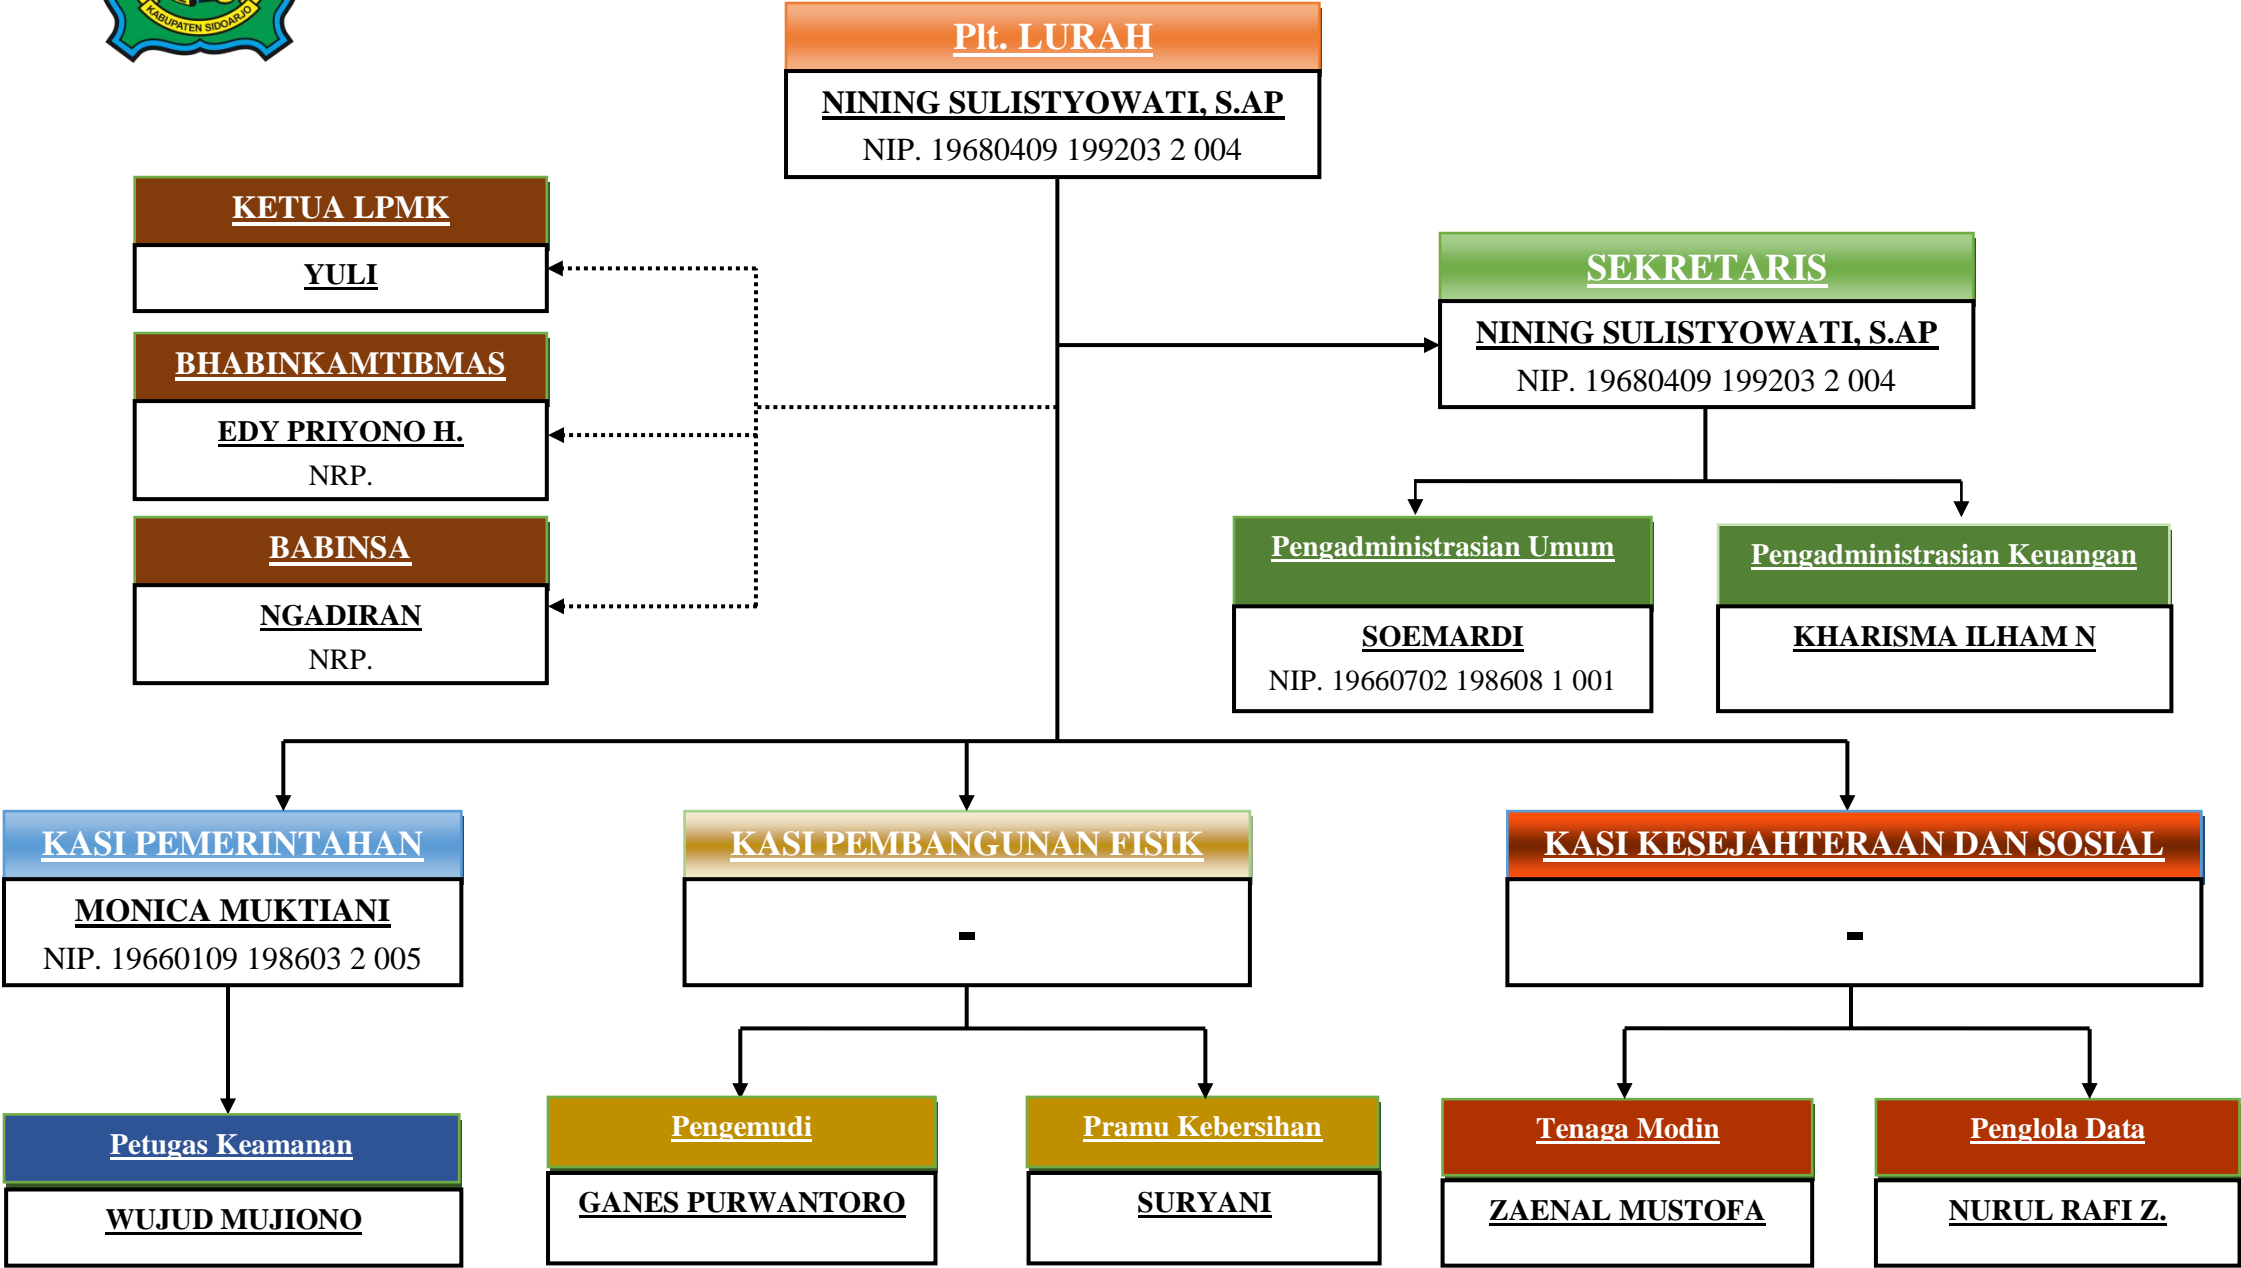 KABUPATEN SIDOARJO
Plt. LURAH
NINING SULISTYOWATI, S.AP
NIP. 19680409 199203 2 004
KETUA LPMK
YULI
BHABINKAMTIBMAS
EDY PRIYONO H.
NRP.
BABINSA
NGADIRAN
NRP.
SEKRETARIS
NINING SULISTYOWATI, S.AP
NIP. 19680409 199203 2 004
Pengadministrasian Umum
SOEMARDI
NIP. 19660702 198608 1 001
Pengadministrasian Keuangan
KHARISMA ILHAM N
KASI PEMERINTAHAN
MONICA MUKTIANI
NIP. 19660109 198603 2 005
KASI PEMBANGUNAN FISIK
-
KASI KESEJAHTERAAN DAN SOSIAL
-
Petugas Keamanan
WUJUD MUJIONO
Pengemudi
GANES PURWANTORO
Pramu Kebersihan
SURYANI
Tenaga Modin
ZAENAL MUSTOFA
Penglola Data
NURUL RAFI Z.